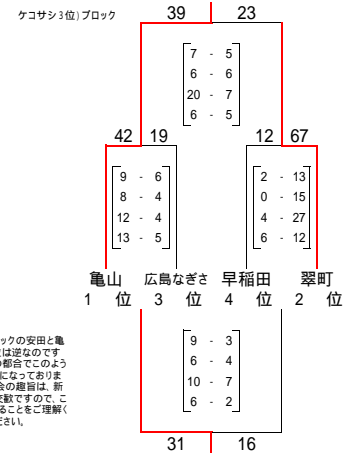 ケコサシ3位)ブロック
39 23
7 - 5
6 - 6
20 - 7
6 - 5
42 19 12 67
9 - 6 2 - 13
8 - 4 0 - 15
12 - 4 4 - 27
13 - 5 6 - 12
亀山 広島なぎさ 早稲田 翠町
1 位 3 位 4 位 2 位
9 - 3
6 - 4
10 - 7
6 - 2
ックの安田と亀
は逆なのです
の都合でこのよう
になっておりま
会の趣旨は、新
交歓ですので、こ
ることをご理解く
ださい。
31 16